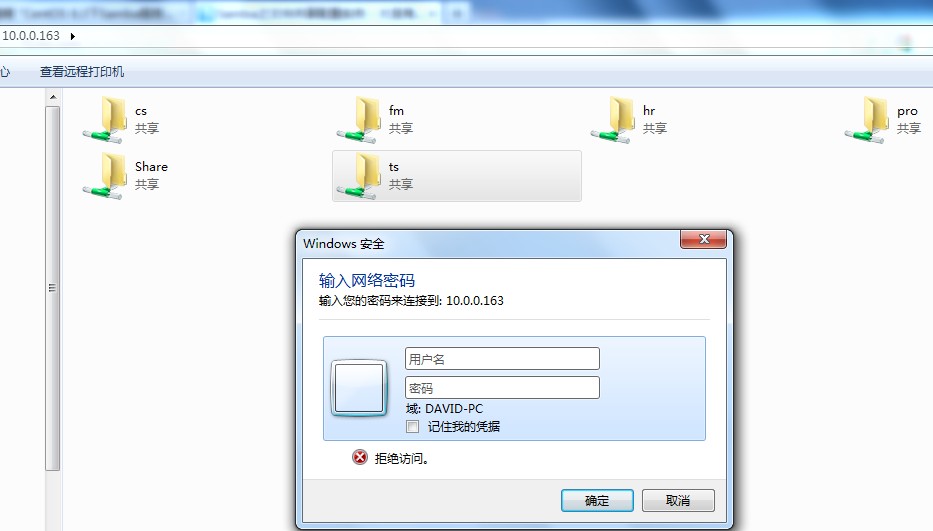 10.0.0.163
心 查看远程打印机
cs
共享
fm
共享
hr
共享
pro
共享
Share
共享
ts
共享
Windows 安全
输入网络密码
输入您的密码来连接到: 10.0.0.163
用户名
密码
域: DAVID-PC
记住我的凭据
拒绝访问。
确定 取消